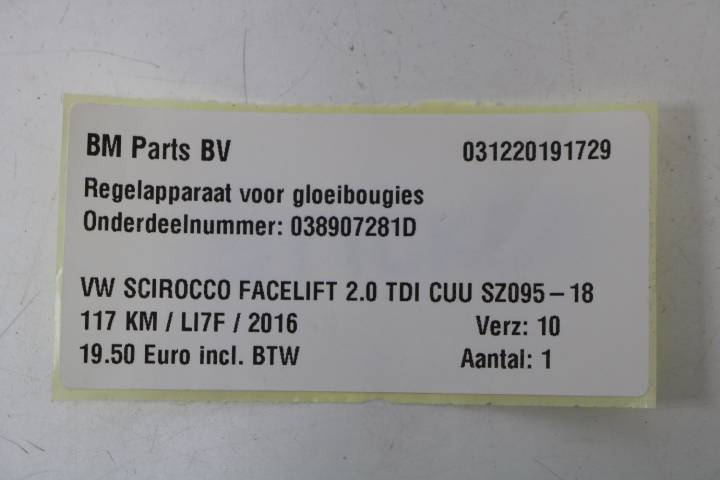 BM Parts BV 031220191729
Regelapparaat voor gloeibougies
Onderdeelnummer: 038907281D
VW SCIROCCO FACELIFT 2.0 TDI CUU SZ095-18
117 KM / LI7F / 2016 Verz: 10
19.50 Euro incl. BTW Aantal: 1